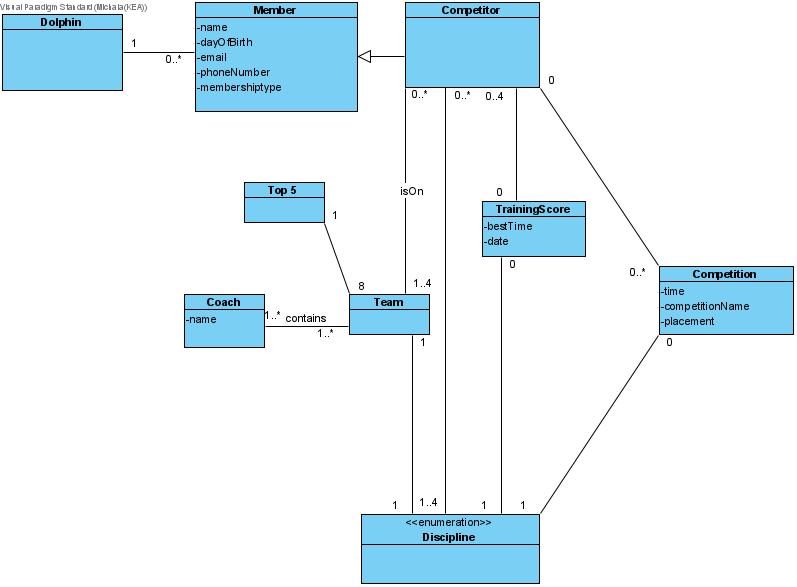 Visual Paradigm Standard (Michala(KEA))
Dolphin
1
0..*
Member
-name
-dayOfBirth
-email
-phoneNumber
-membershiptype
Competitor
0..*
0..*
0..4
0
isOn
Top 5
1
0
TrainingScore
-bestTime
-date
0
0..*
Competition
-time
-competitionName
-placement
0
8
1..4
Coach
-name
1..*
contains
1..*
Team
1
1
1..4
1
1
<<enumeration>>
Discipline